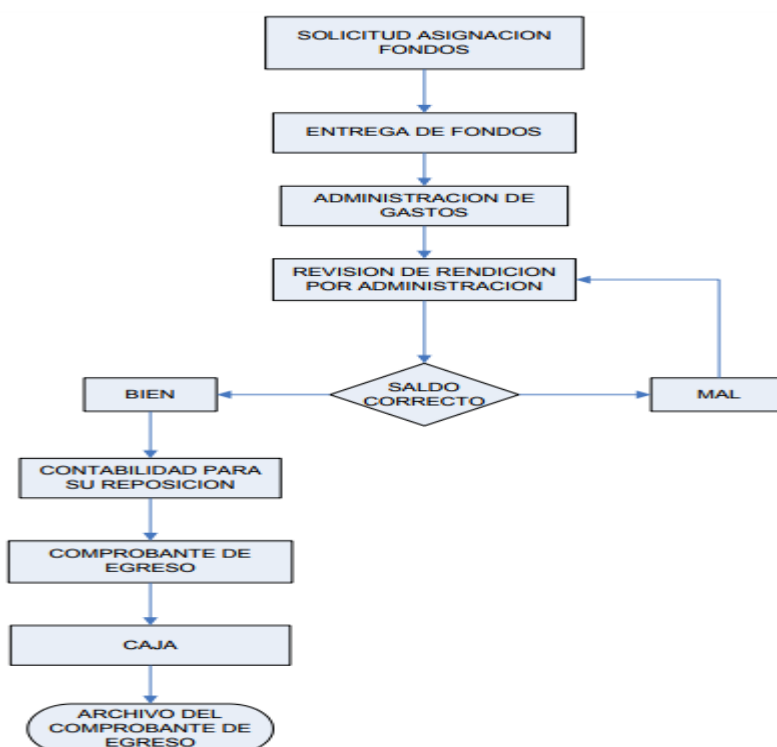 SOLICITUD ASIGNACION
FONDOS
ENTREGA DE FONDOS
ADMINISTRACION DE
GASTOS
REVISION DE RENDICION
POR ADMINISTRACION
BIEN
SALDO
CORRECTO
MAL
CONTABILIDAD PARA
SU REPOSICION
COMPROBANTE DE
EGRESO
CAJA
ARCHIVO DEL
COMPROBANTE DE
EGRESO